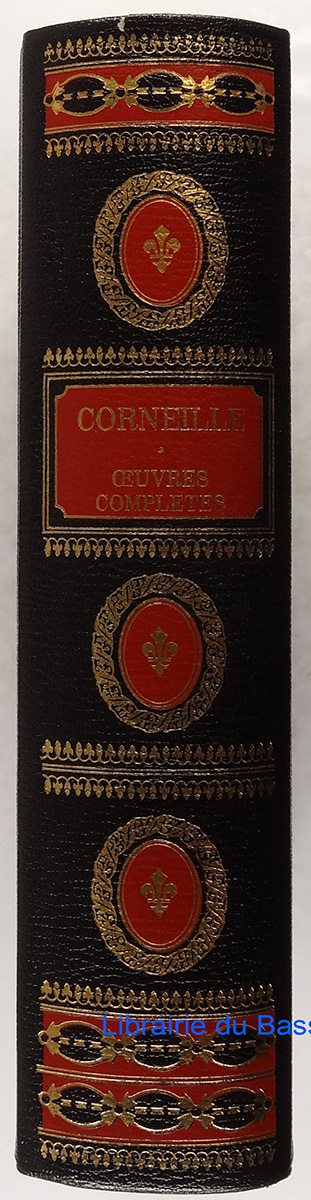 CORNEILLE
ŒUVRES
COMPLETES
Librairie du Bass